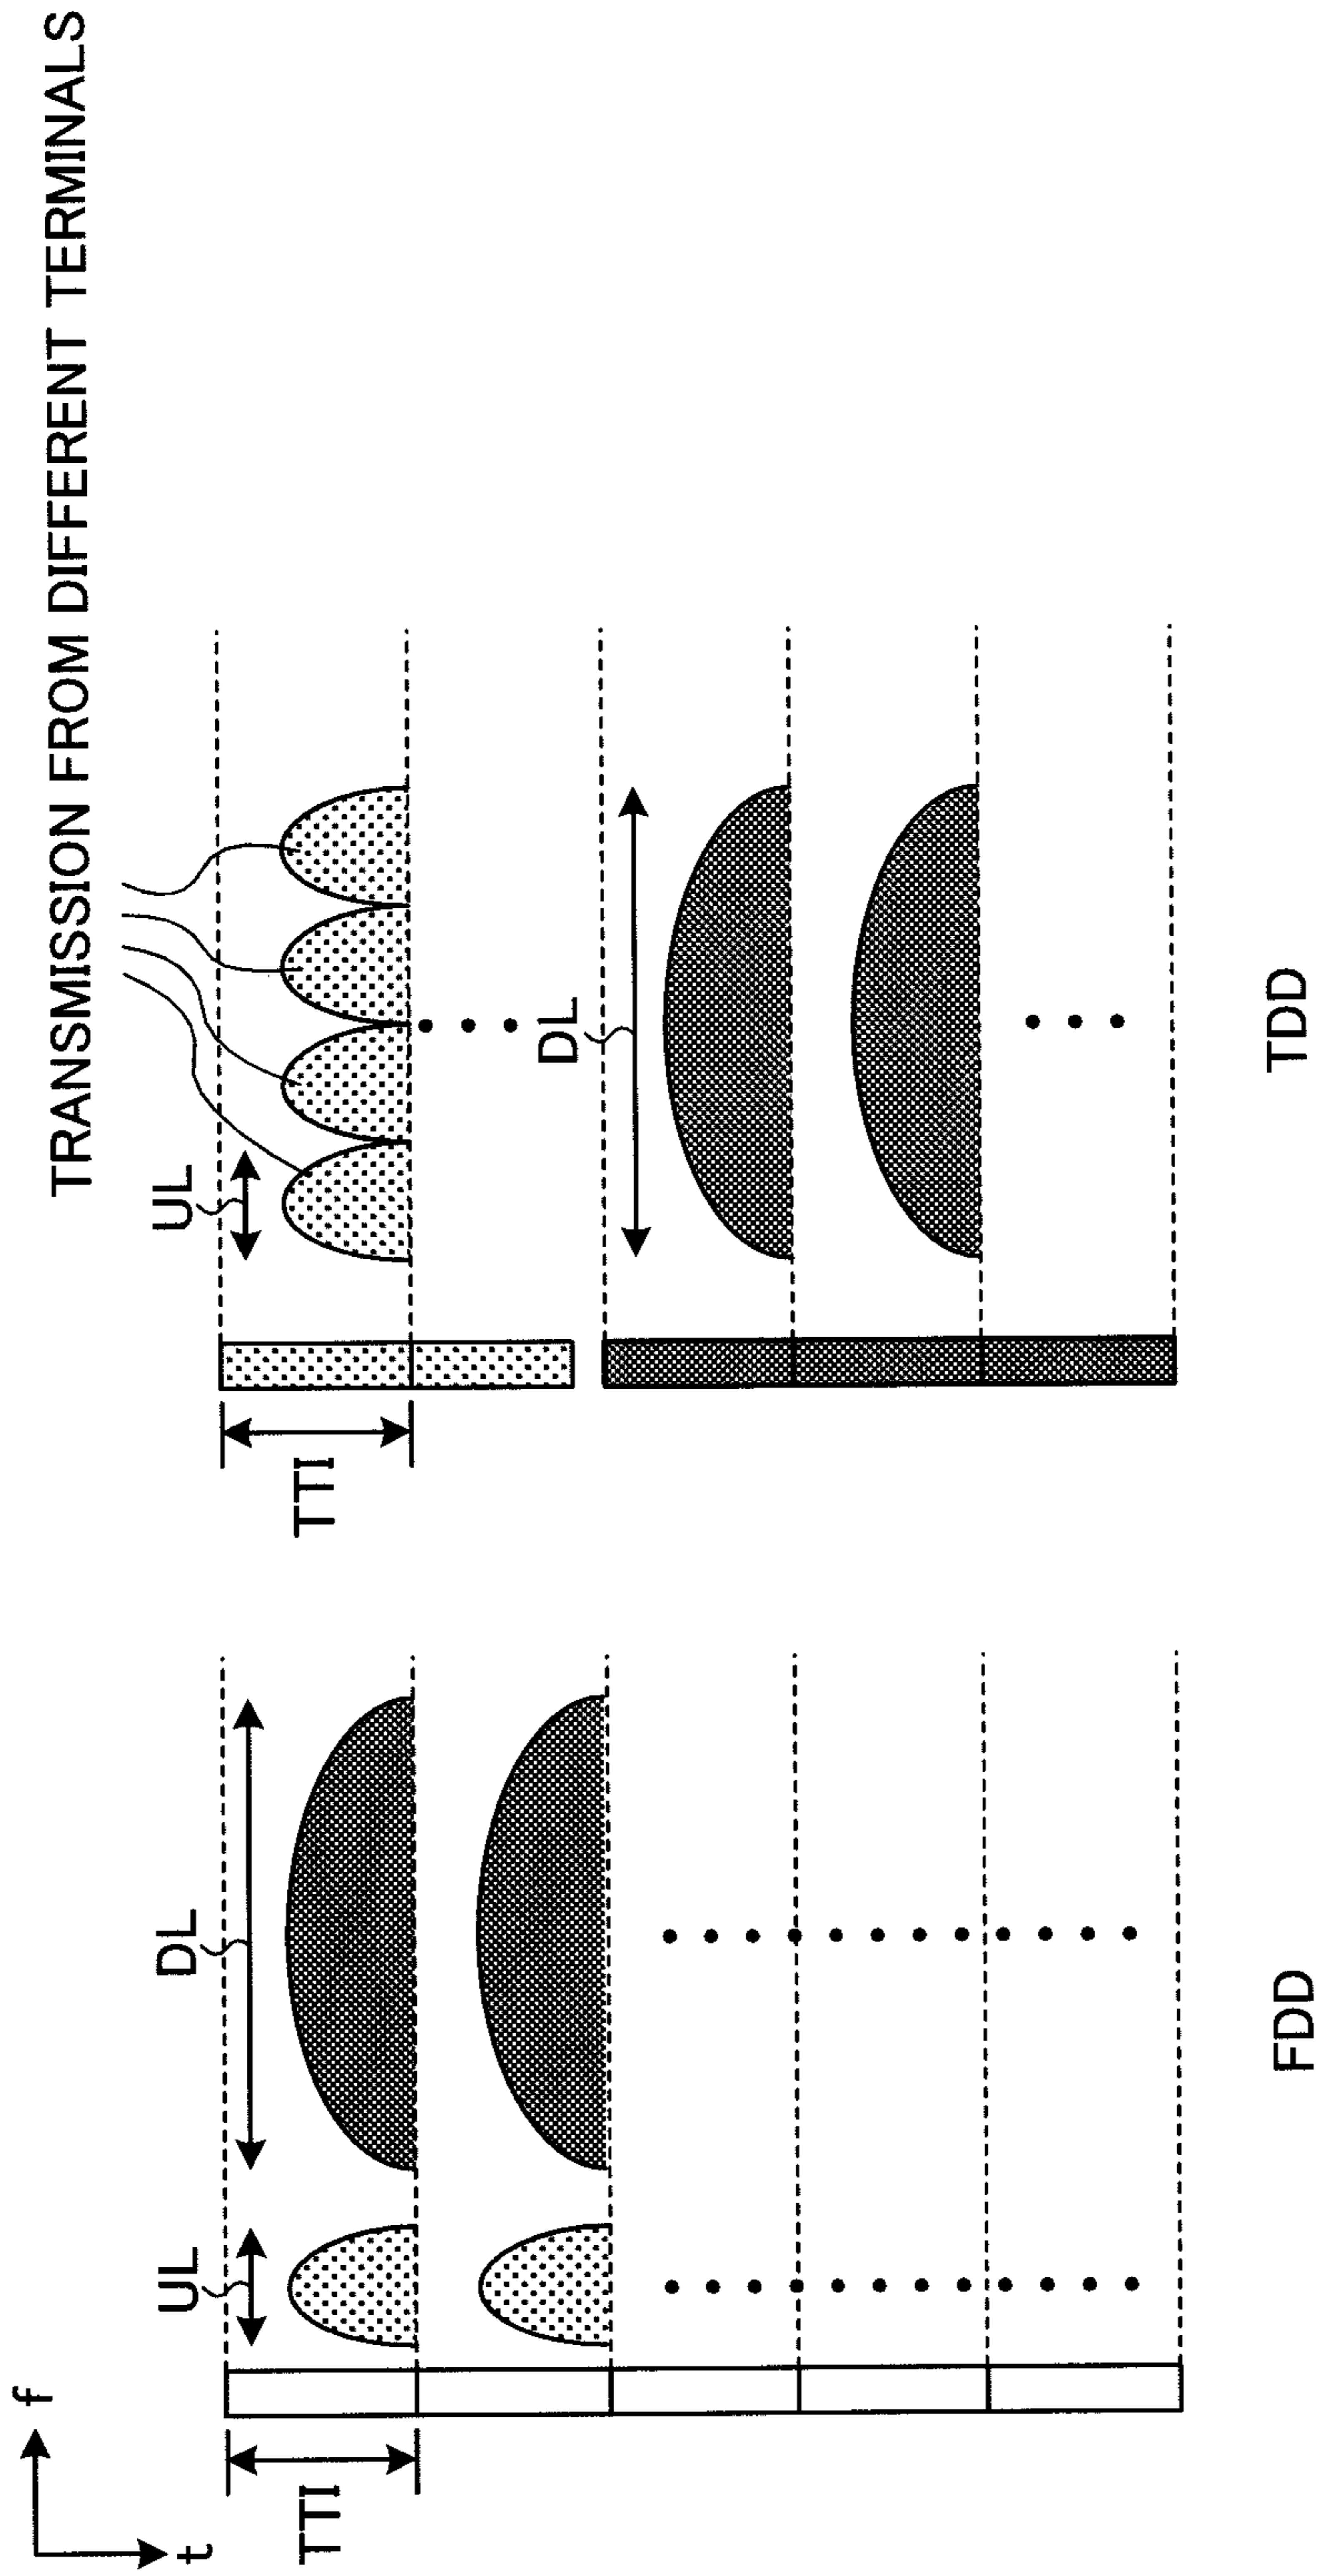 f
t
TTI
UL
DL
FDD
TRANSMISSION FROM DIFFERENT TERMINALS
TTI
UL
DL
TDD